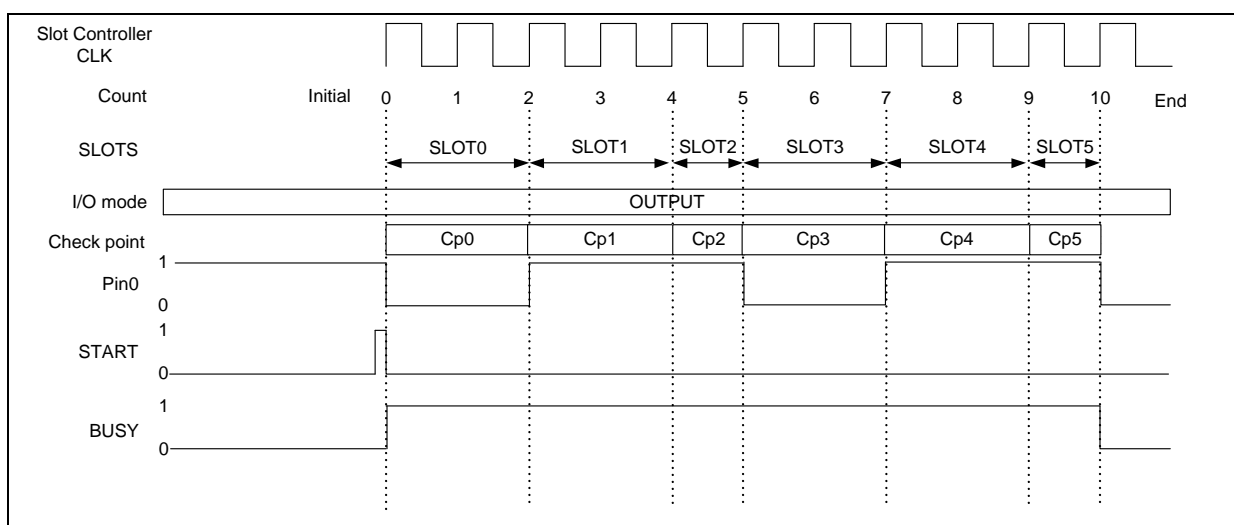 Slot Controller
CLK
Count Initial 0 1 2 3 4 5 6 7 8 9 10 End
SLOTS SLOT0 SLOT1 SLOT2 SLOT3 SLOT4 SLOT5
I/O mode OUTPUT
Check point Cp0 Cp1 Cp2 Cp3 Cp4 Cp5
1
Pin0
0
1
START
0
1
BUSY
0